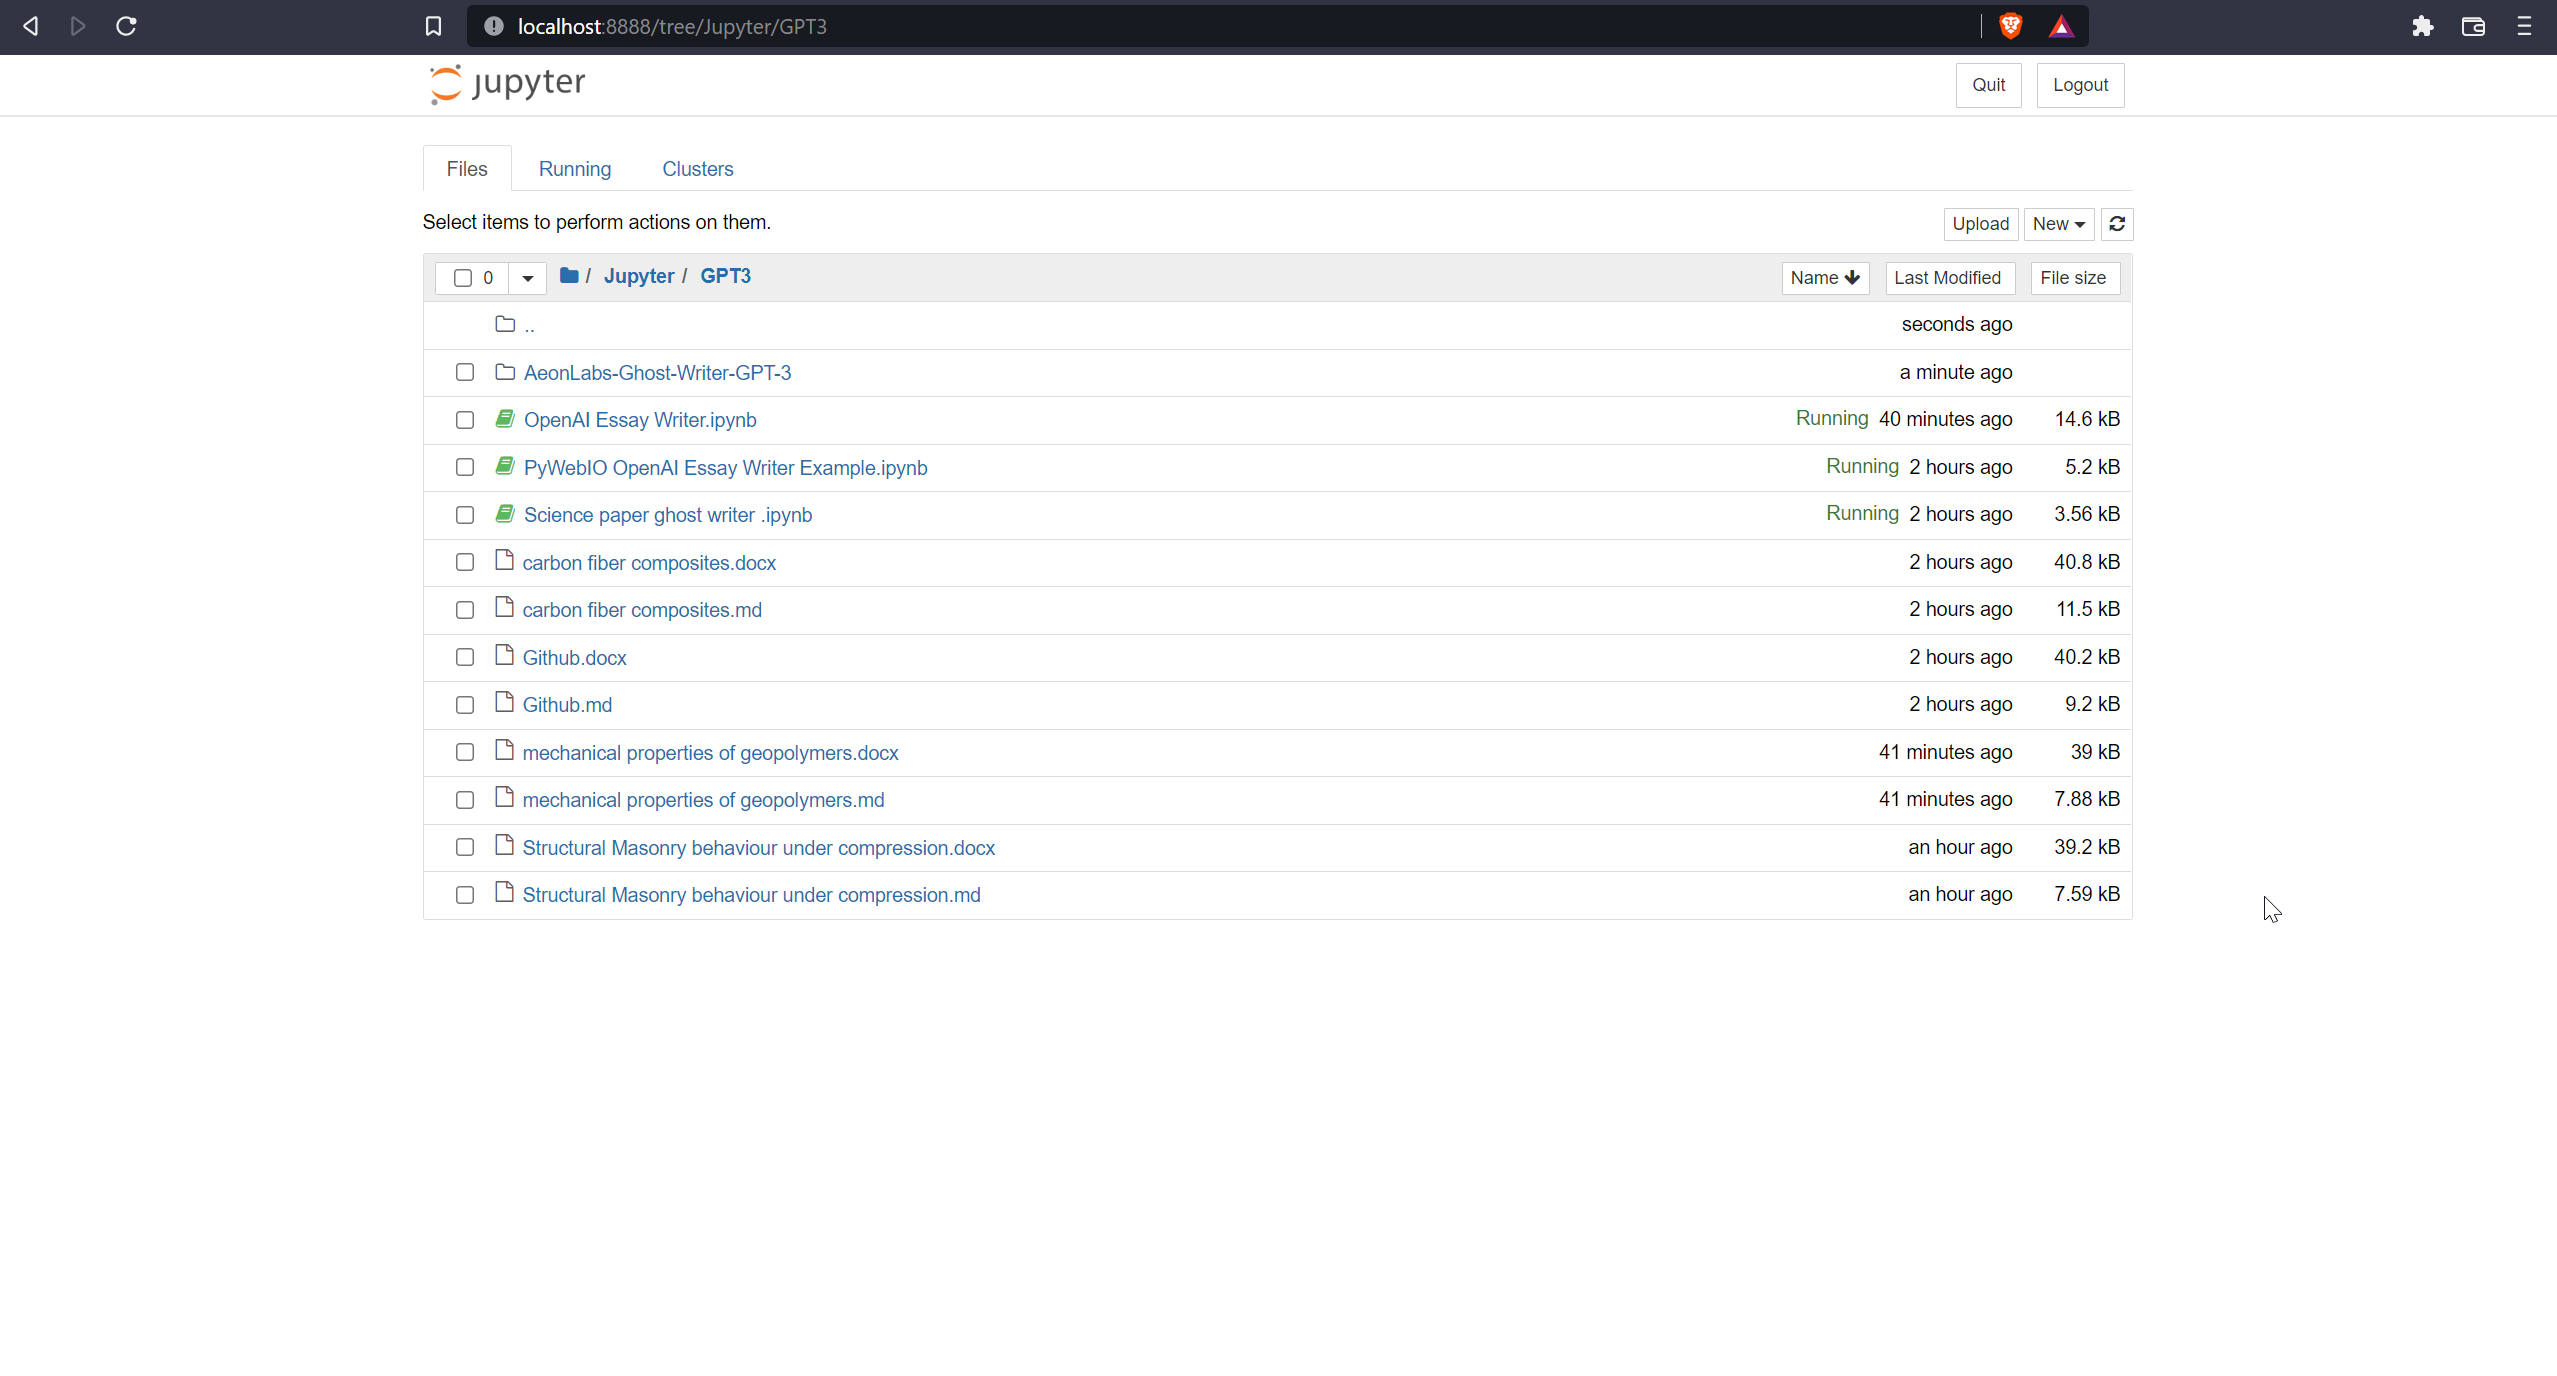 localhost:8888/tree/Jupyter/GPT3
jupyter
Quit Logout
Files Running Clusters
Select items to perform actions on them.
Upload New
0 / Jupyter / GPT3 Name Last Modified File size
.. seconds ago
AeonLabs-Ghost-Writer-GPT-3 a minute ago
OpenAI Essay Writer.ipynb Running 40 minutes ago 14.6 kB
PyWebIO OpenAI Essay Writer Example.ipynb Running 2 hours ago 5.2 kB
Science paper ghost writer .ipynb Running 2 hours ago 3.56 kB
carbon fiber composites.docx 2 hours ago 40.8 kB
carbon fiber composites.md 2 hours ago 11.5 kB
Github.docx 2 hours ago 40.2 kB
Github.md 2 hours ago 9.2 kB
mechanical properties of geopolymers.docx 41 minutes ago 39 kB
mechanical properties of geopolymers.md 41 minutes ago 7.88 kB
Structural Masonry behaviour under compression.docx an hour ago 39.2 kB
Structural Masonry behaviour under compression.md an hour ago 7.59 kB